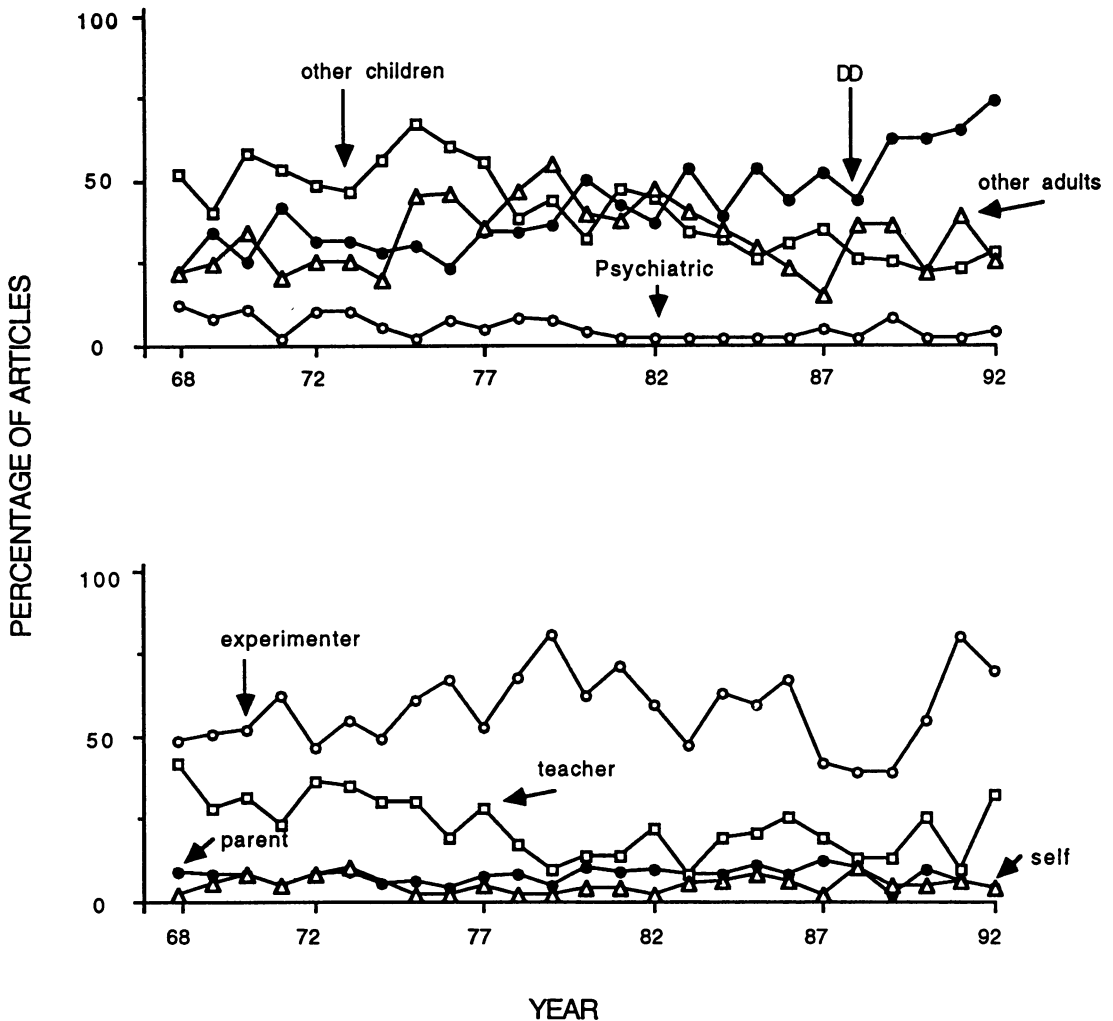 100
other children
DD
50
other adults
Psychiatric
0
68 72 77 82 87 92
PERCENTAGE OF ARTICLES
100
experimenter
50
teacher
parent
self
0
68 72 77 82 87 92
YEAR